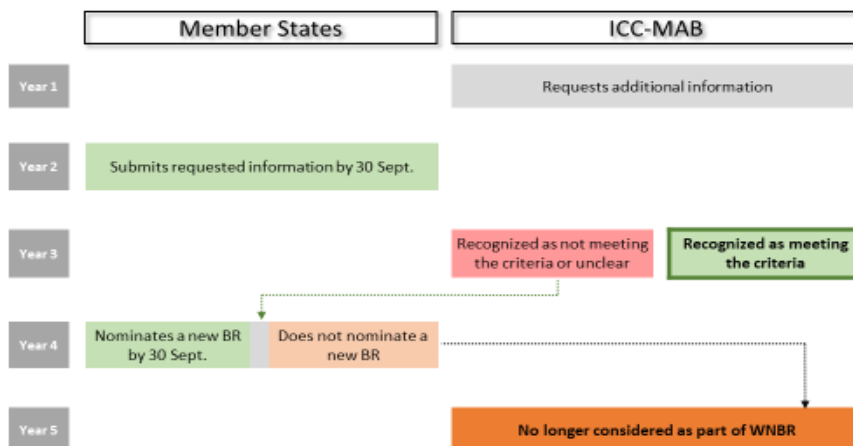 Member States
ICC-MAB
Year 1
Requests additional information
Year 2
Submits requested information by 30 Sept.
Year 3
Recognized as not meeting
the criteria or unclear
Recognized as meeting
the criteria
Year 4
Nominates a new BR
by 30 Sept.
Does not nominate a
new BR
Year 5
No longer considered as part of WNBR